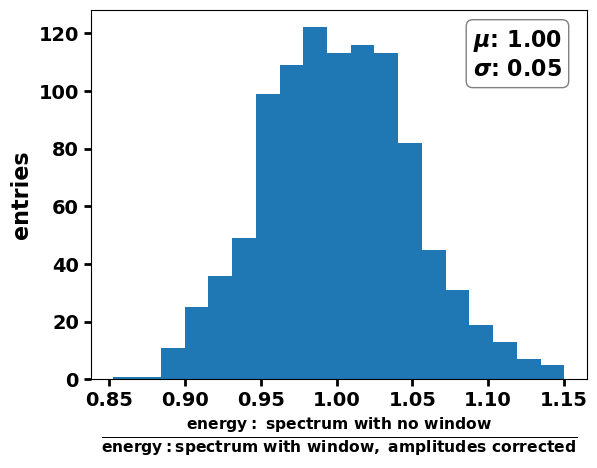 120
100
80
60
40
20
0
entries
μ: 1.00
σ: 0.05
0.85 0.90 0.95 1.00 1.05 1.10 1.15
energy: spectrum with no window
energy: spectrum with window, amplitudes corrected